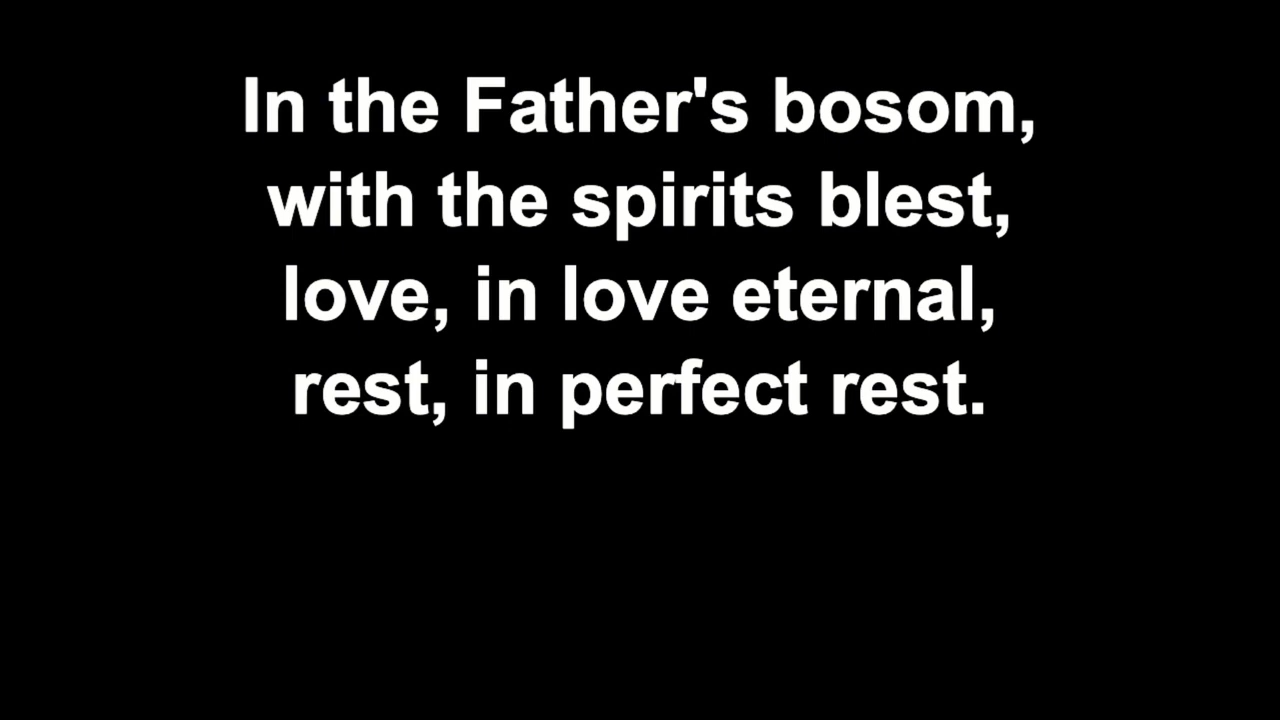 In the Father's bosom,
with the spirits blest,
love, in love eternal,
rest, in perfect rest.